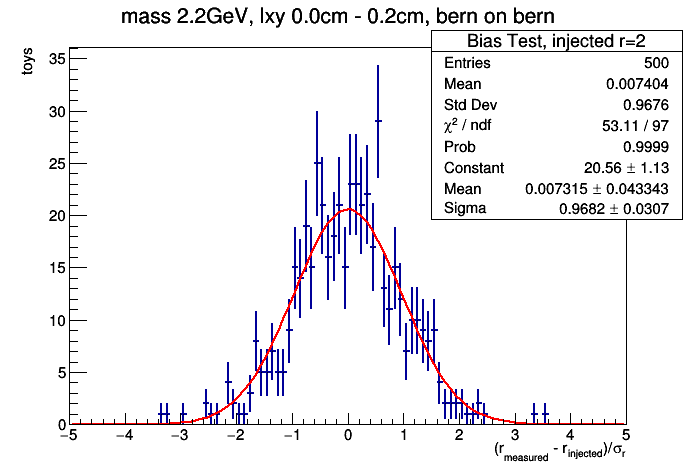 mass 2.2GeV, lxy 0.0cm - 0.2cm, bern on bern
toys
Bias Test, injected r=2
Entries 500
Mean 0.007404
Std Dev 0.9676
χ² / ndf 53.11 / 97
Prob 0.9999
Constant 20.56 ± 1.13
Mean 0.007315 ± 0.043343
Sigma 0.9682 ± 0.0307
35
30
25
20
15
10
5
0
−5 −4 −3 −2 −1 0 1 2 3 4 5
(r_measured - r_injected)/σ_r